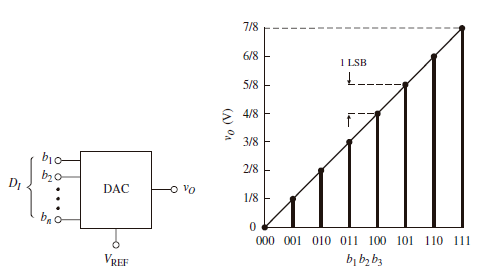 D_I
b_1
b_2
b_n
DAC
v_O
V_REF
v_O (V)
7/8
6/8
5/8
4/8
3/8
2/8
1/8
0
1 LSB
000 001 010 011 100 101 110 111
b_1 b_2 b_3